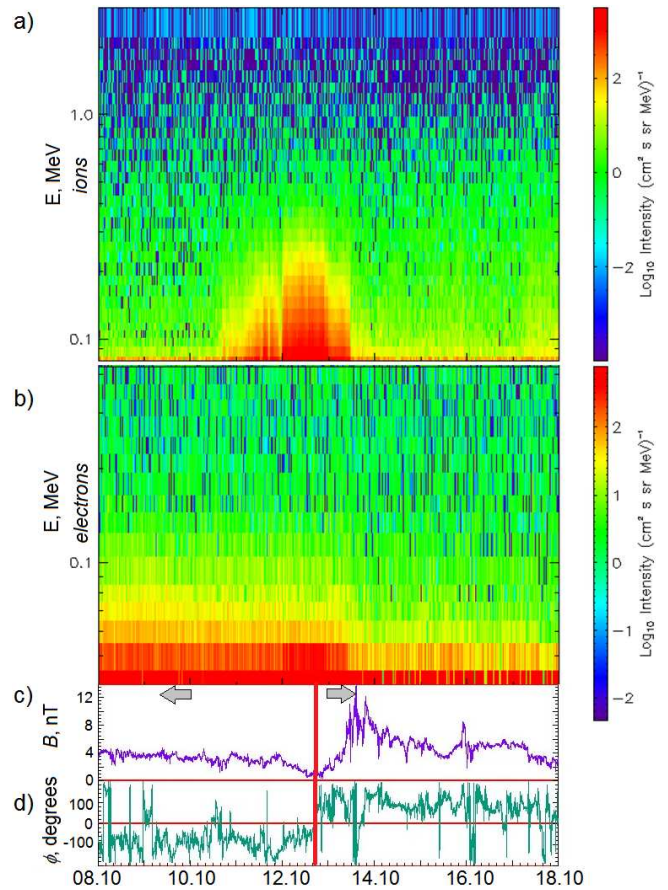 a)
E, MeV
ions
1.0
0.1
2
0
−2
Log₁₀ Intensity (cm² s sr MeV)⁻¹
b)
E, MeV
electrons
0.1
2
1
0
−1
−2
Log₁₀ Intensity (cm² s sr MeV)⁻¹
c)
B, nT
12
8
4
0
d)
ϕ, degrees
100
0
-100
08.10 10.10 12.10 14.10 16.10 18.10